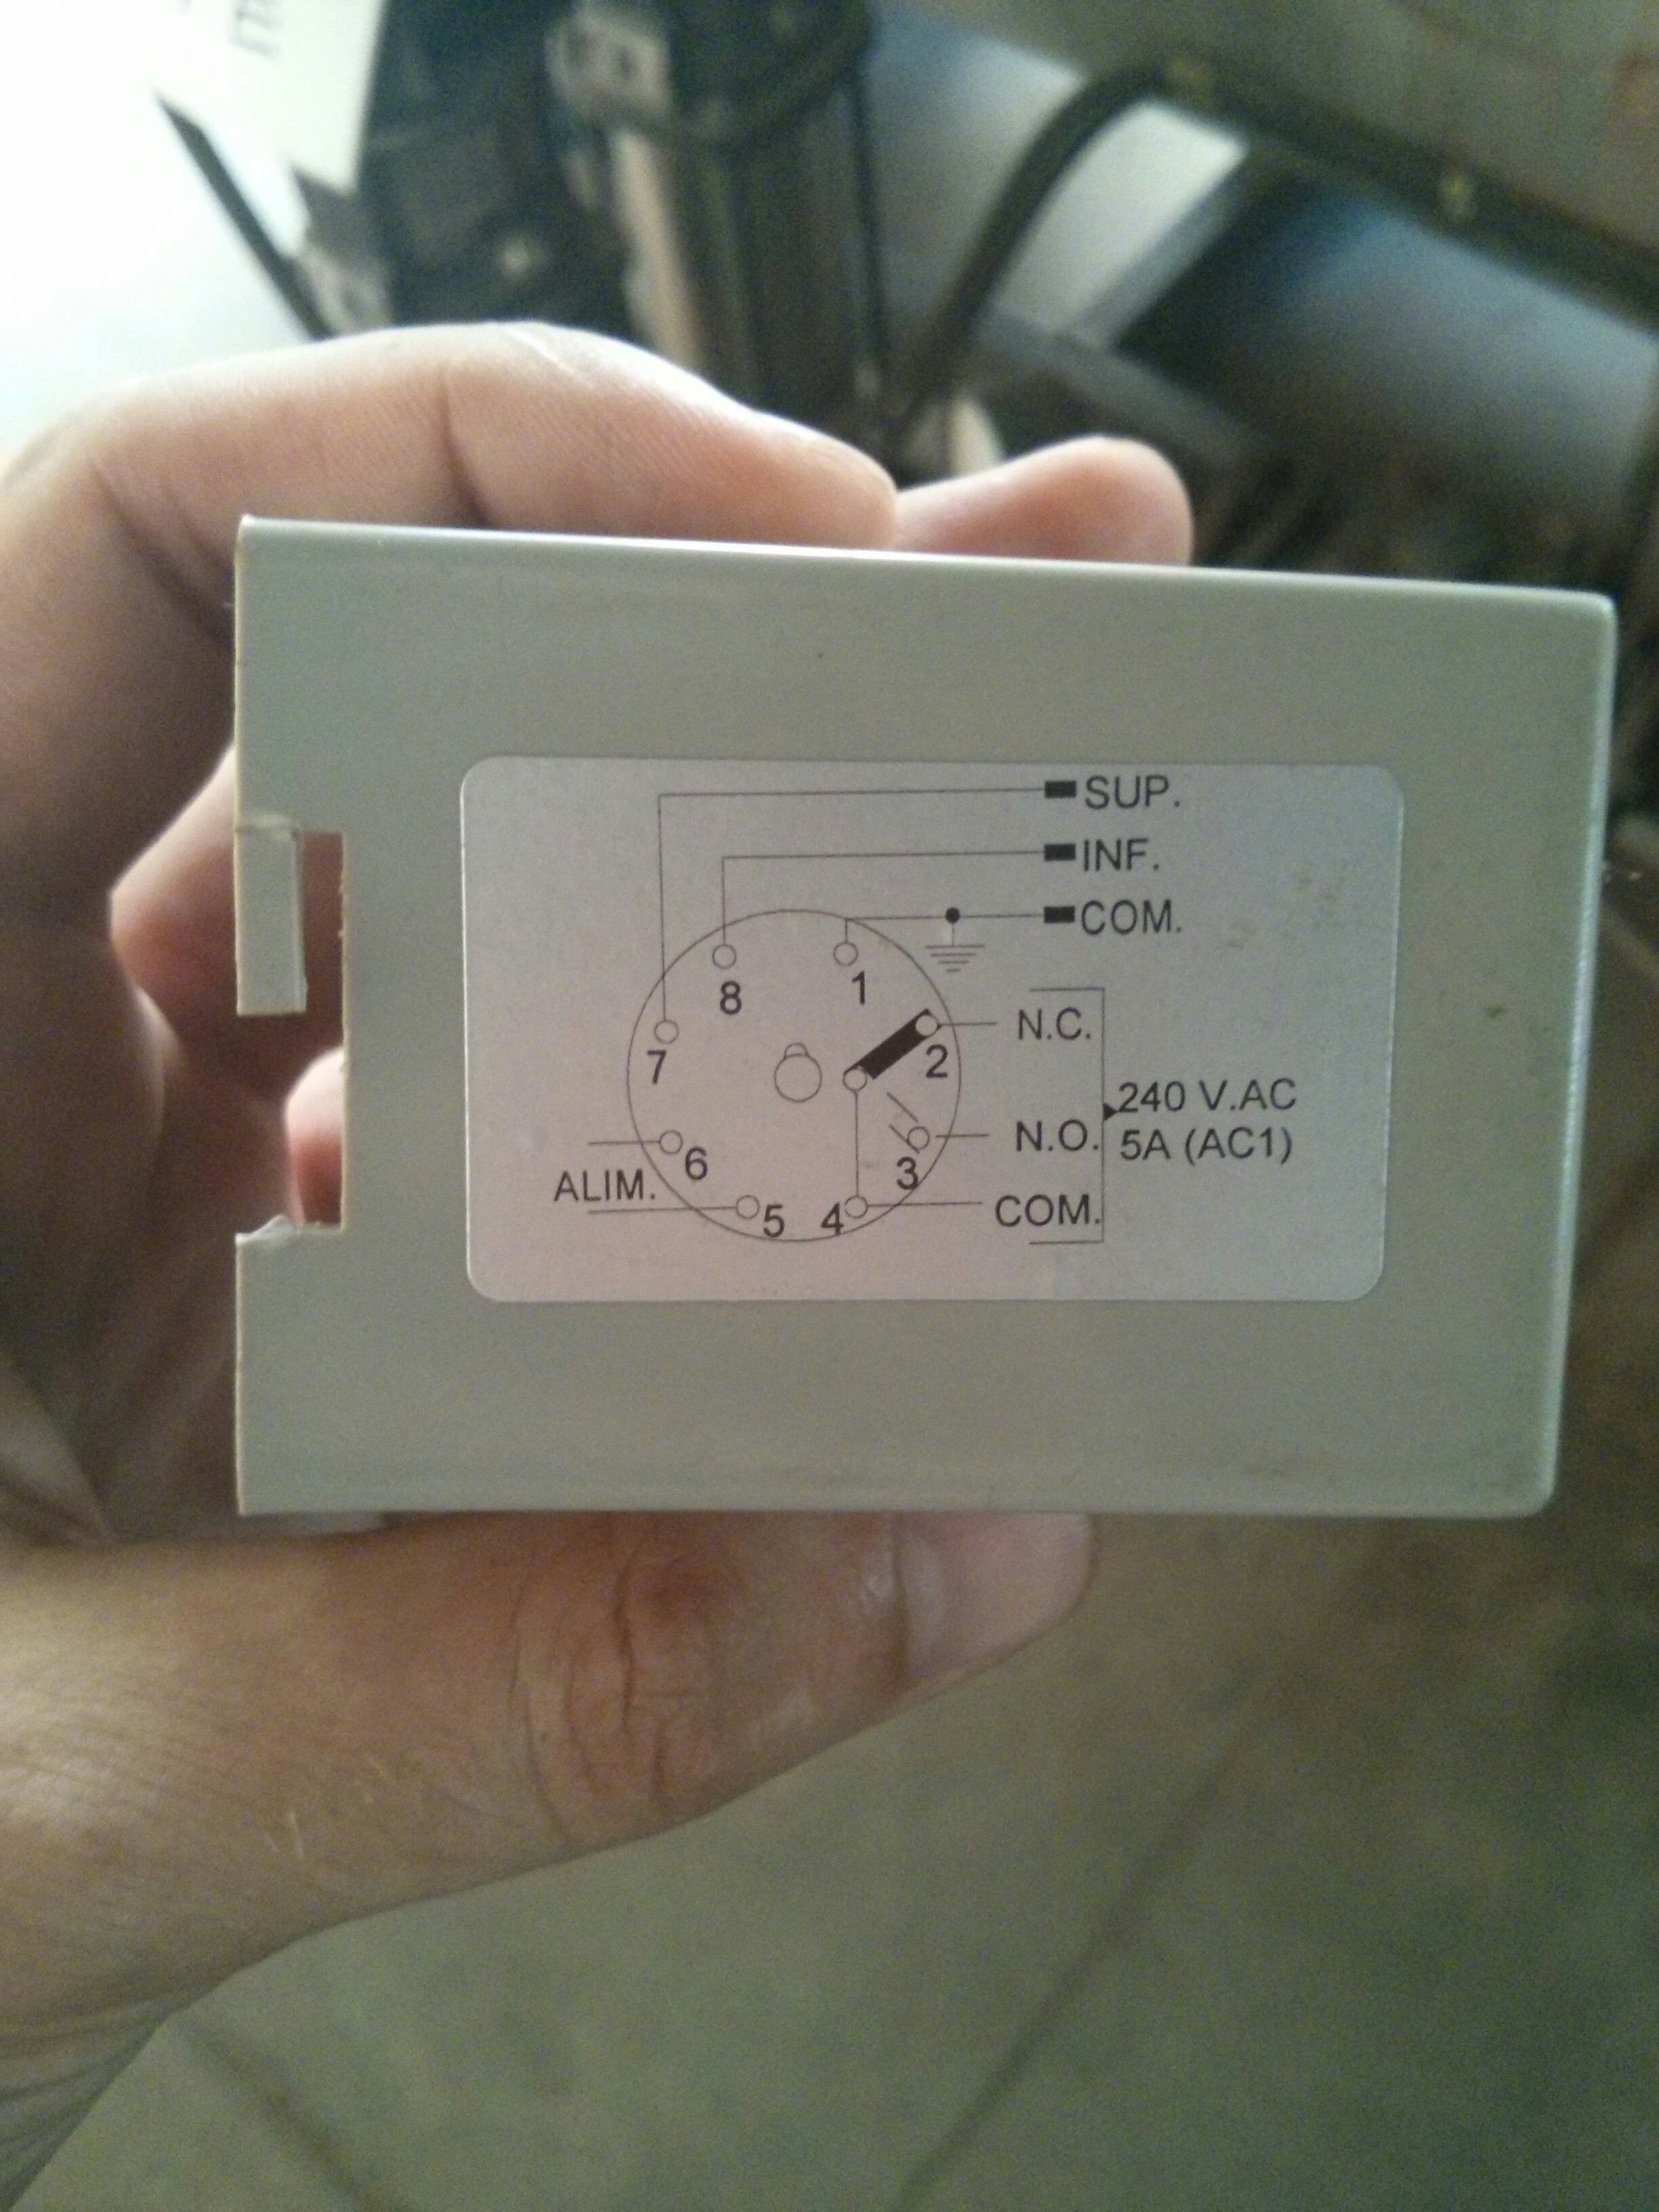 SUP.
INF.
COM.
8 1
7 2 N.C.
240 V.AC
6 3 N.O. 5A (AC1)
ALIM.
5 4 COM.